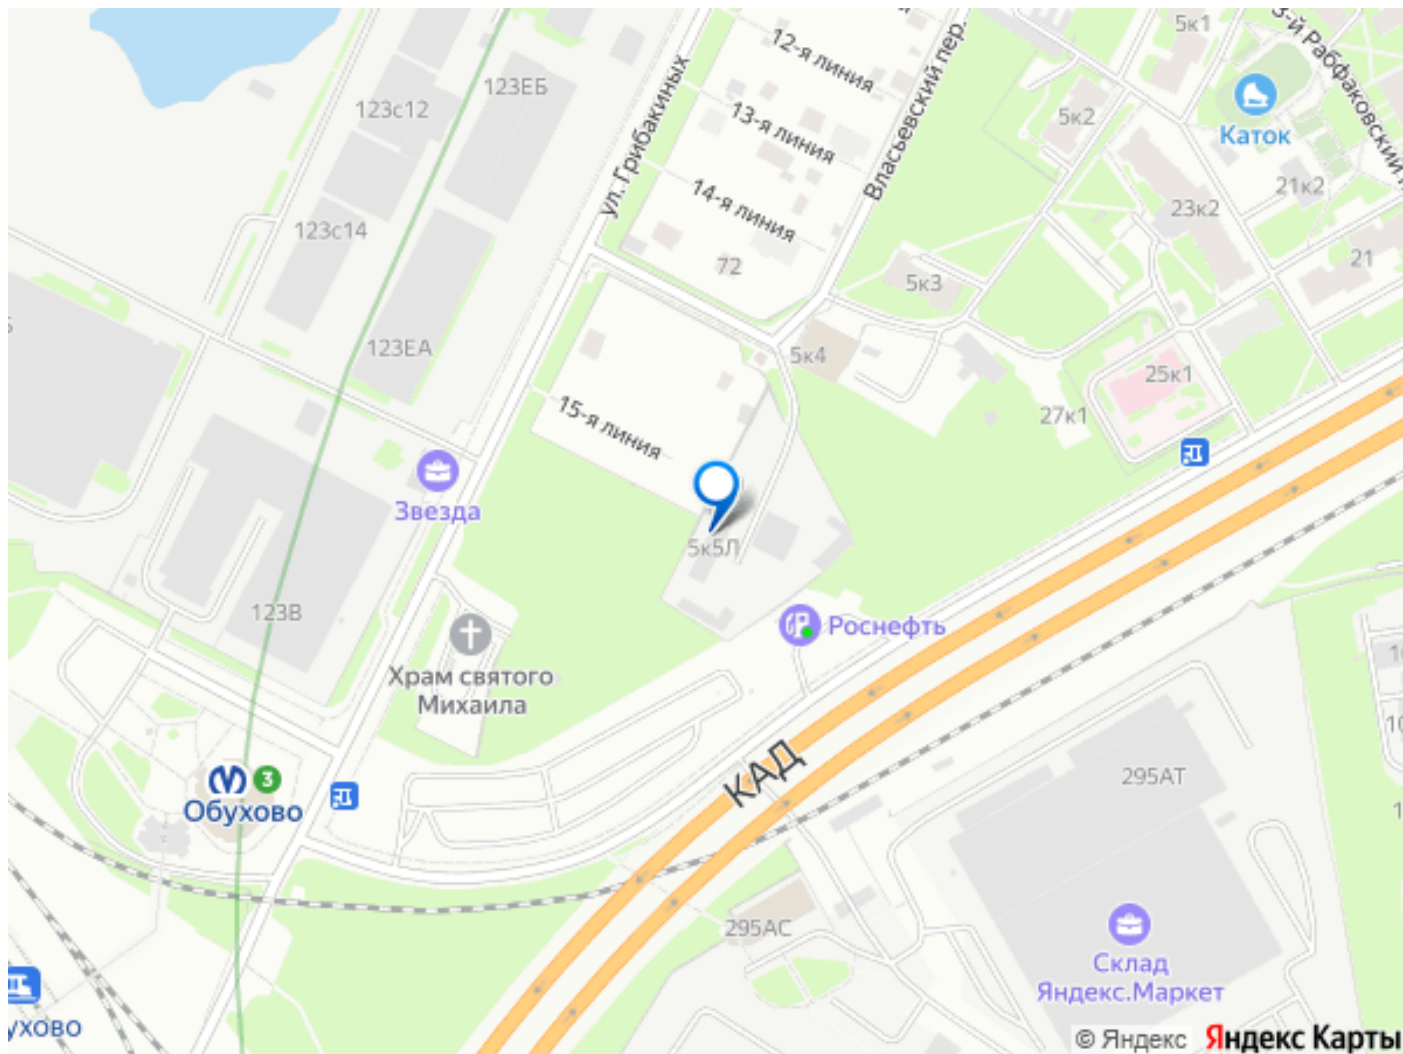 5к1
3-й Рабфаковский п
12-я линия
123ЕБ
ул. Грибакиных
Власьевский пер.
123с12
13-я линия
5к2
Каток
14-я линия
21к2
23к2
123с14
72
5к3
21
123ЕА
5к4
25к1
15-я линия
27к1
Звезда
5к5Л
123В
Роснефть
Храм святого
Михаила
3
Обухово
КАД
295АТ
295АС
Склад
Яндекс.Маркет
ухово
© Яндекс Яндекс Карты